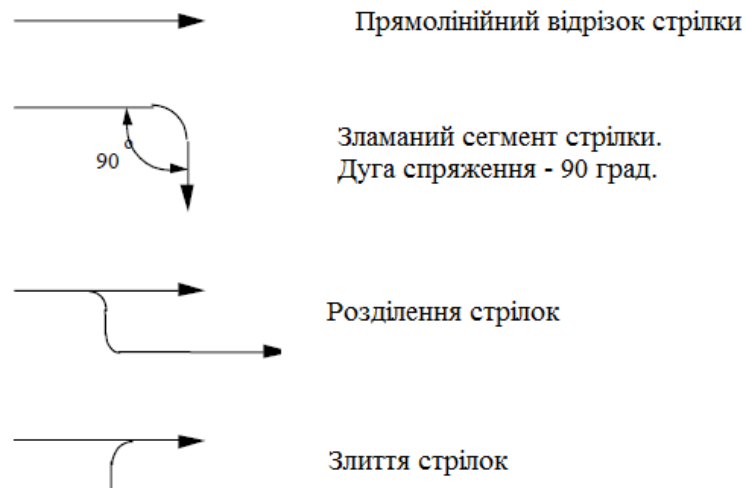 Прямолінійний відрізок стрілки
Зламаний сегмент стрілки.
90°
Дуга спряження - 90 град.
Розділення стрілок
Злиття стрілок